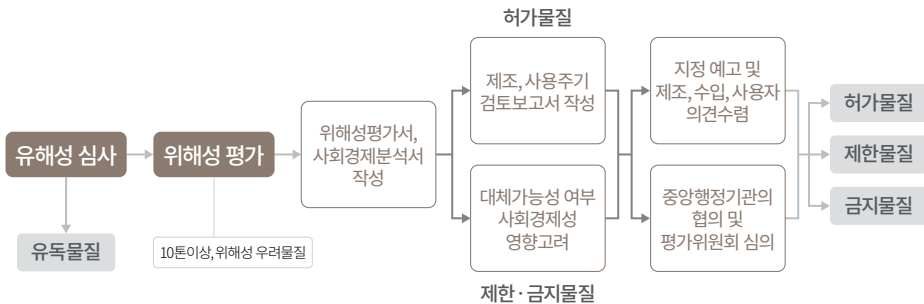 유해성 심사
유독물질
위해성 평가
10톤이상, 위해성 우려물질
위해성평가서,
사회경제분석서
작성
허가물질
제조, 사용주기
검토보고서 작성
대체가능성 여부
사회경제성
영향고려
제한 · 금지물질
지정 예고 및
제조, 수입, 사용자
의견수렴
중앙행정기관의
협의 및
평가위원회 심의
허가물질
제한물질
금지물질